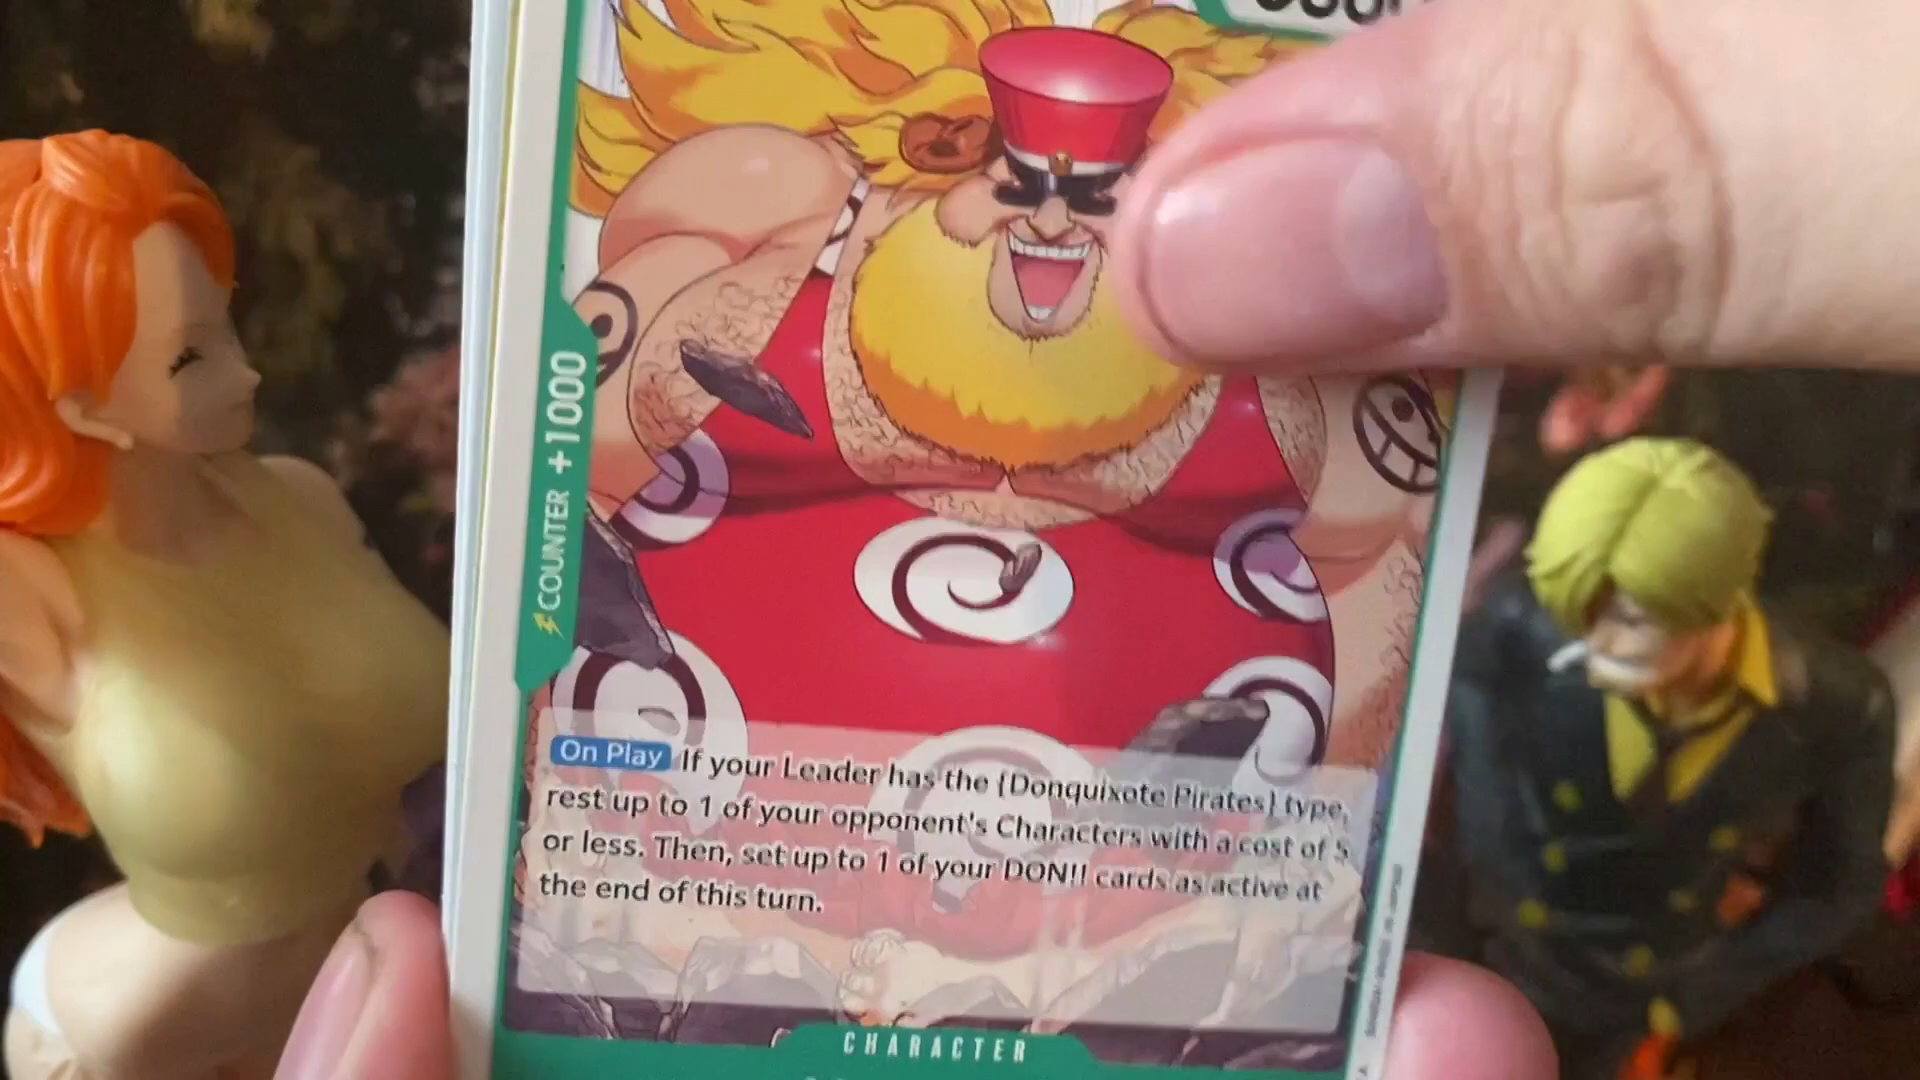 COUNTER +1000
On Play If your Leader has the {Donquixote Pirates} type,
rest up to 1 of your opponent's Characters with a cost of 5
or less. Then, set up to 1 of your DON!! cards as active at
the end of this turn.
CHARACTER